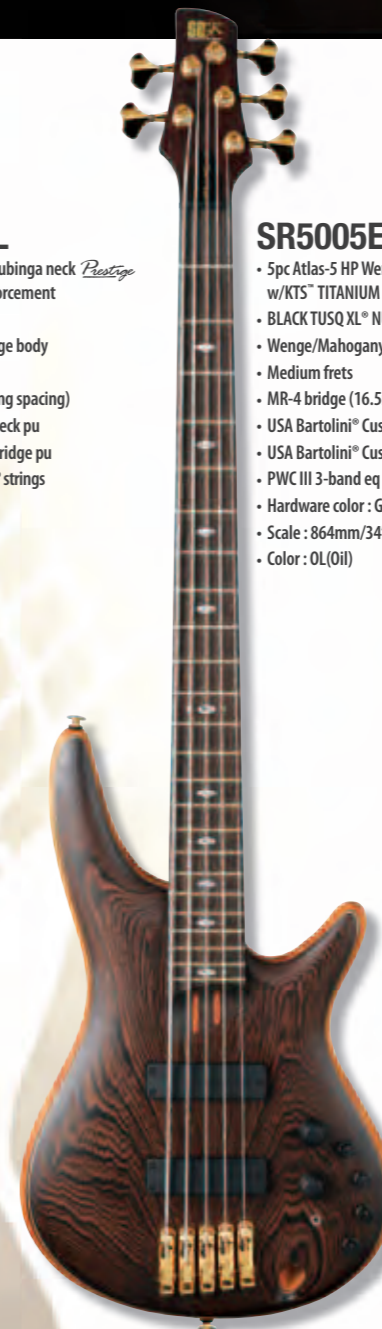 ubinga neck Prestige
orcement
ge body
ng spacing)
eck pu
ridge pu
strings
SR5005E
• 5pc Atlas-5 HP Wen
w/KTS™ TITANIUM
• BLACK TUSQ XL® N
• Wenge/Mahogany
• Medium frets
• MR-4 bridge (16.5
• USA Bartolini® Cus
• USA Bartolini® Cus
• PWC III 3-band eq
• Hardware color : G
• Scale : 864mm/34
• Color : OL(Oil)